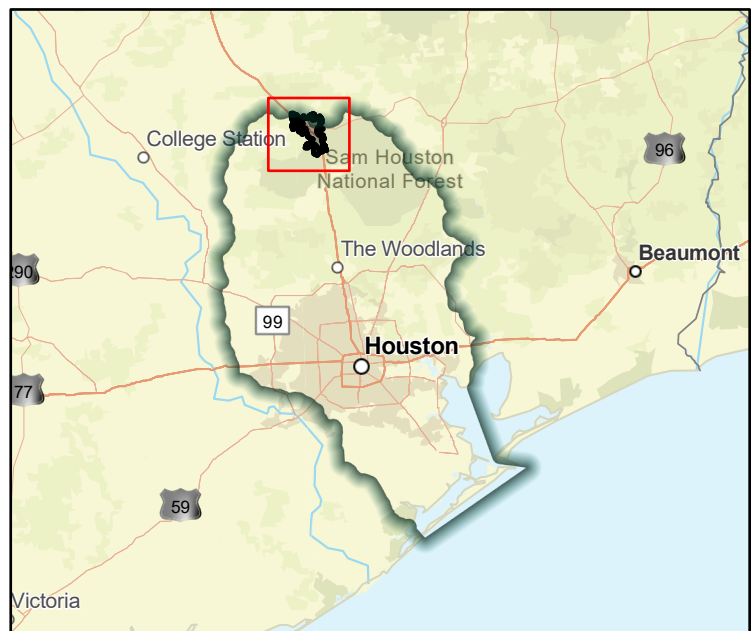 College Station
96
Sam Houston
National Forest
The Woodlands
Beaumont
290
99
Houston
77
59
Victoria